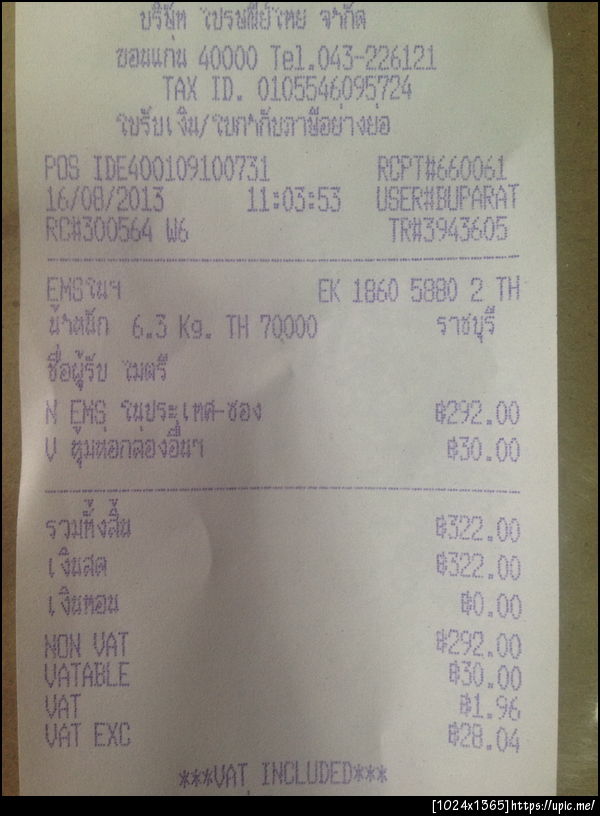 บริษัท ไปรษณีย์ไทย จำกัด
ขอนแก่น 40000 Tel.043-226121
TAX ID. 0105546095724
ใบรับเงิน/ใบกำกับภาษีอย่างย่อ
POS IDE400109100731 RCPT#660061
16/08/2013 11:03:53 USER#BUPARAT
RC#300564 W6 TR#3943605
EMSในฯ EK 1860 5880 2 TH
น้ำหนัก 6.3 Kg. TH 70000 ราชบุรี
ชื่อผู้รับ ไมตรี
N EMS ในประเทศ-ซอง ฿292.00
V หุ้มห่อกล่องอื่นฯ ฿30.00
รวมทั้งสิ้น ฿322.00
เงินสด ฿322.00
เงินทอน ฿0.00
NON VAT ฿292.00
VATABLE ฿30.00
VAT ฿1.96
VAT EXC ฿28.04
***VAT INCLUDED***
[1024x1365]https://upic.me/